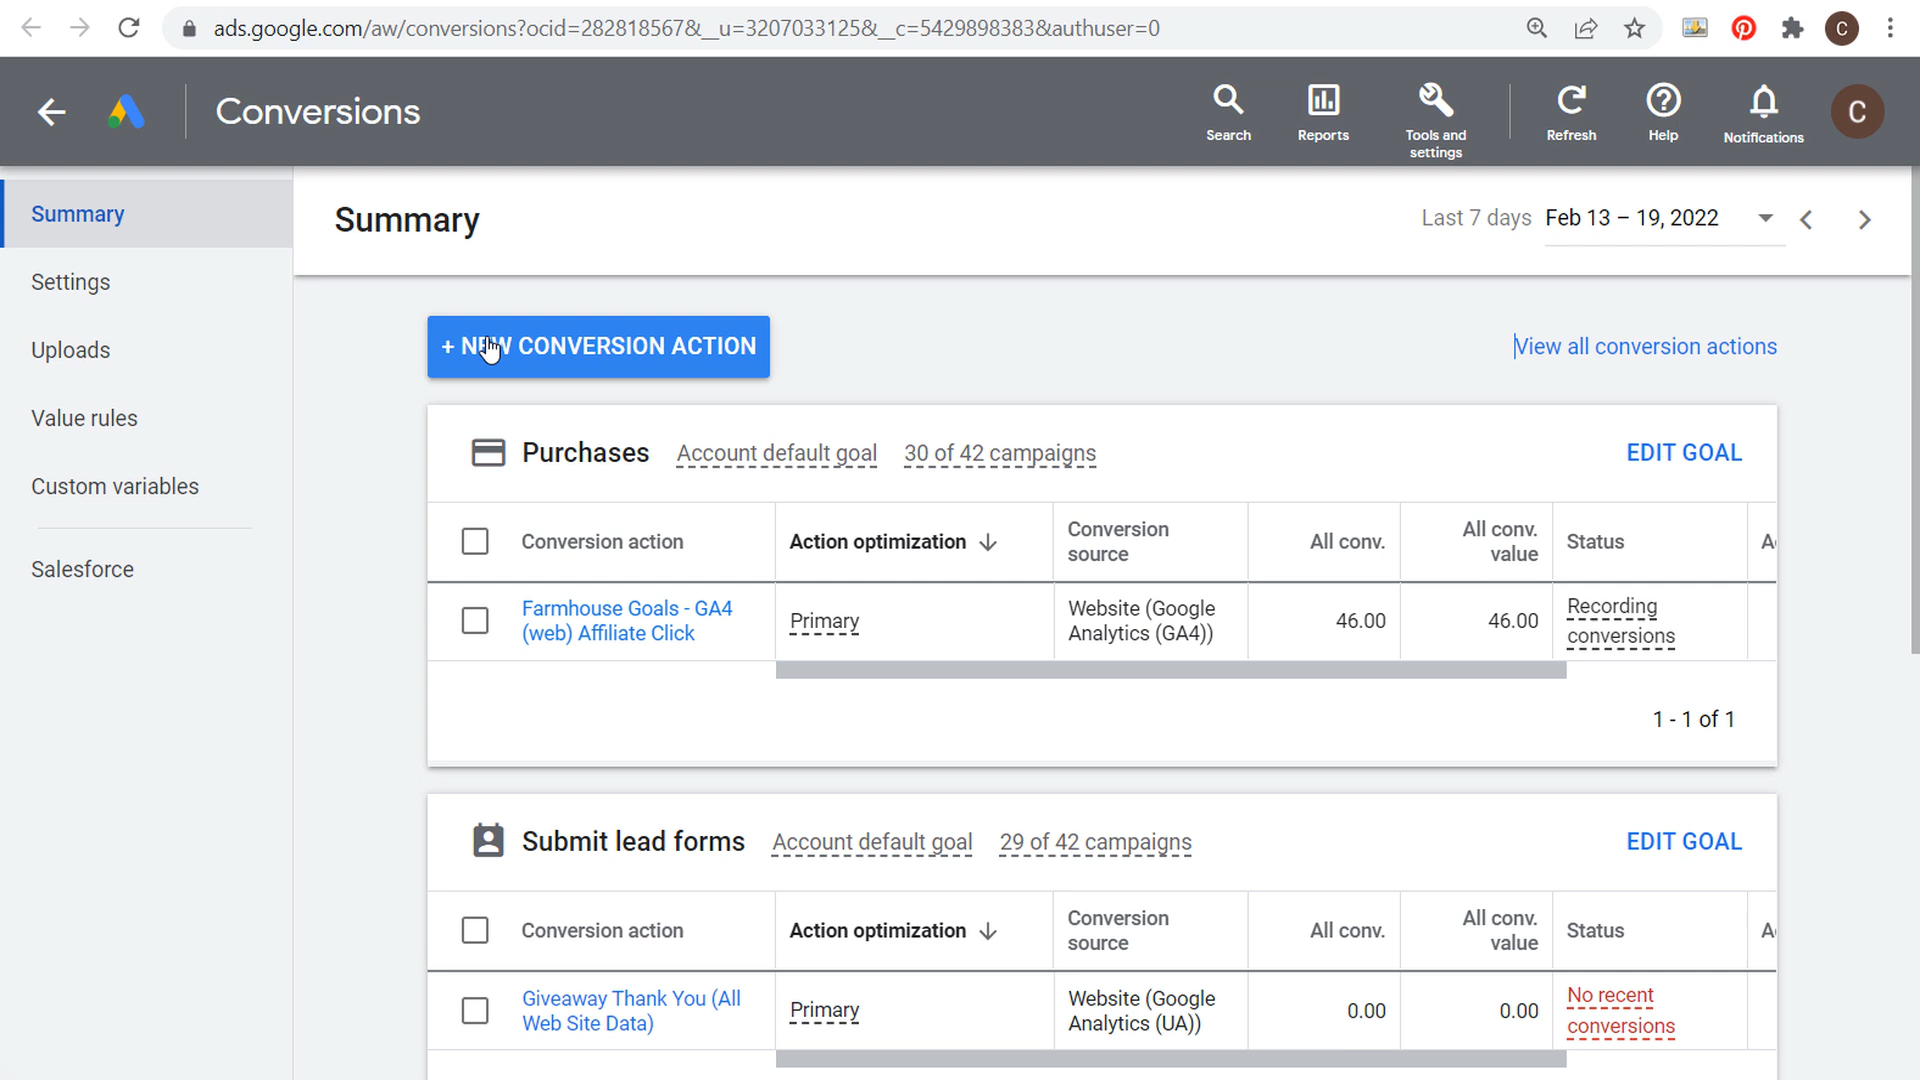 ads.google.com/aw/conversions?ocid=282818567&__u=3207033125&__c=5429898383&authuser=0
C
Conversions
Search
Reports
Tools and
settings
Refresh
Help
Notifications
C
Summary
Settings
Uploads
Value rules
Custom variables
Salesforce
Summary
Last 7 days Feb 13 – 19, 2022
+ NEW CONVERSION ACTION
View all conversion actions
Purchases Account default goal 30 of 42 campaigns EDIT GOAL
Conversion action
Action optimization
Conversion
source
All conv.
All conv.
value
Status
Farmhouse Goals - GA4
(web) Affiliate Click
Primary
Website (Google
Analytics (GA4))
46.00
46.00
Recording
conversions
1 - 1 of 1
Submit lead forms Account default goal 29 of 42 campaigns EDIT GOAL
Conversion action
Action optimization
Conversion
source
All conv.
All conv.
value
Status
Giveaway Thank You (All
Web Site Data)
Primary
Website (Google
Analytics (UA))
0.00
0.00
No recent
conversions